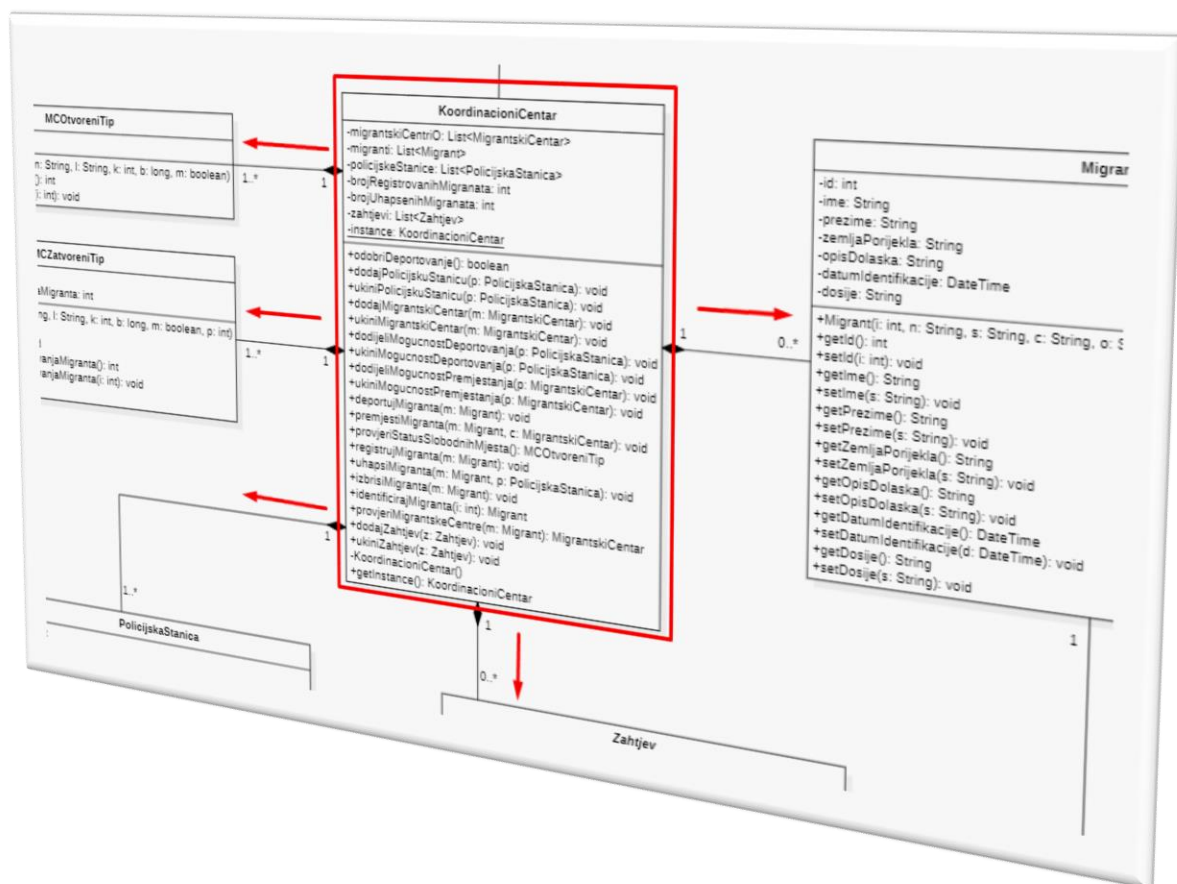 MCOtvoreniTip
n: String, l: String, k: int, b: long, m: boolean)
(): int
(i: int): void
1..*
1
MCZatvoreniTip
aMigranta: int
ng, l: String, k: int, b: long, m: boolean, p: int)
vanjaMigranta(): int
vanjaMigranta(i: int): void
1..*
1
1
1..*
PolicijskaStanica
KoordinacioniCentar
-migrantskiCentriO: List<MigrantskiCentar>
-migranti: List<Migrant>
-policijskeStanice: List<PolicijskaStanica>
-brojRegistrovanihMigranata: int
-brojUhapsenihMigranata: int
-zahtjevi: List<Zahtjev>
-instance: KoordinacioniCentar
+odobriDeportovanje(): boolean
+dodajPolicijskuStanicu(p: PolicijskaStanica): void
+ukiniPolicijskuStanicu(p: PolicijskaStanica): void
+dodajMigrantskiCentar(m: MigrantskiCentar): void
+ukiniMigrantskiCentar(m: MigrantskiCentar): void
+dodijeliMogucnostDeportovanja(p: PolicijskaStanica): void
+ukiniMogucnostDeportovanja(p: PolicijskaStanica): void
+dodijeliMogucnostPremjestanja(p: MigrantskiCentar): void
+ukiniMogucnostPremjestanja(p: MigrantskiCentar): void
+deportujMigranta(m: Migrant): void
+premjestiMigranta(m: Migrant, c: MigrantskiCentar): void
+provjeriStatusSlobodnihMjesta(): MCOtvoreniTip
+registrujMigranta(m: Migrant): void
+uhapsiMigranta(m: Migrant, p: PolicijskaStanica): void
+izbrisiMigranta(m: Migrant): void
+identificirajMigranta(i: int): Migrant
+provjeriMigrantskeCentre(m: Migrant): MigrantskiCentar
+dodajZahtjev(z: Zahtjev): void
+ukiniZahtjev(z: Zahtjev): void
-KoordinacioniCentar()
+getInstance(): KoordinacioniCentar
1
0..*
Zahtjev
1
0..*
Migran
-id: int
-ime: String
-prezime: String
-zemljaPorijekla: String
-opisDolaska: String
-datumIdentifikacije: DateTime
-dosije: String
+Migrant(i: int, n: String, s: String, c: String, o: S
+getId(): int
+setId(i: int): void
+getIme(): String
+setIme(s: String): void
+getPrezime(): String
+setPrezime(s: String): void
+getZemljaPorijekla(): String
+setZemljaPorijekla(s: String): void
+getOpisDolaska(): String
+setOpisDolaska(s: String): void
+getDatumIdentifikacije(): DateTime
+setDatumIdentifikacije(d: DateTime): void
+getDosije(): String
+setDosije(s: String): void
1